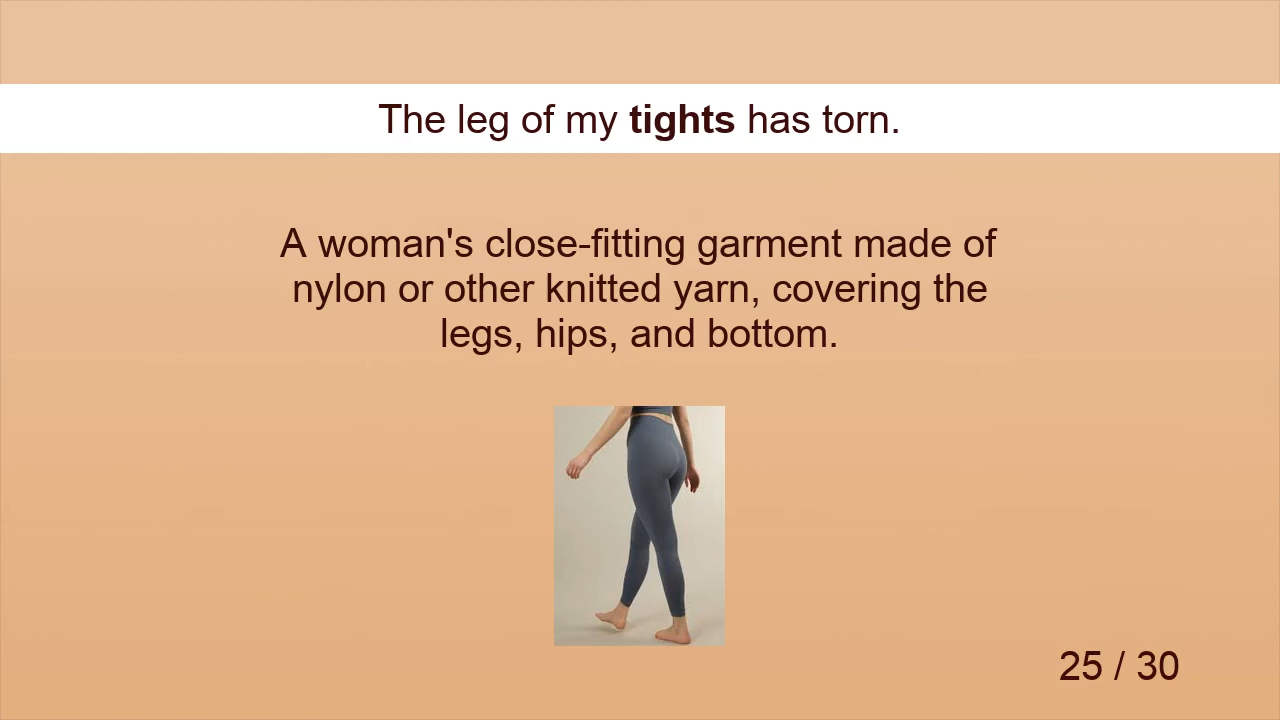 The leg of my tights has torn.
A woman's close-fitting garment made of
nylon or other knitted yarn, covering the
legs, hips, and bottom.
25 / 30